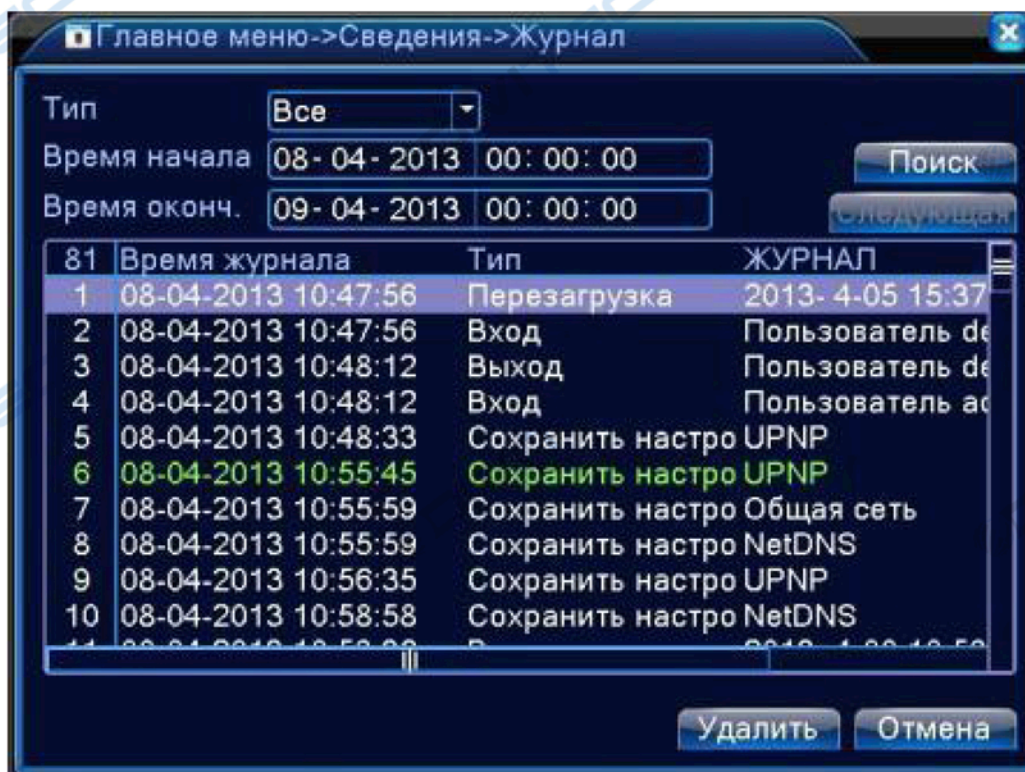 Главное меню->Сведения->Журнал
Тип Все
Время начала 08- 04- 2013 00: 00: 00 Поиск
Время оконч. 09- 04- 2013 00: 00: 00 Следующая
81 Время журнала Тип ЖУРНАЛ
1 08-04-2013 10:47:56 Перезагрузка 2013- 4-05 15:37
2 08-04-2013 10:47:56 Вход Пользователь de
3 08-04-2013 10:48:12 Выход Пользователь de
4 08-04-2013 10:48:12 Вход Пользователь ad
5 08-04-2013 10:48:33 Сохранить настро UPNP
6 08-04-2013 10:55:45 Сохранить настро UPNP
7 08-04-2013 10:55:59 Сохранить настро Общая сеть
8 08-04-2013 10:55:59 Сохранить настро NetDNS
9 08-04-2013 10:56:35 Сохранить настро UPNP
10 08-04-2013 10:58:58 Сохранить настро NetDNS
Удалить Отмена